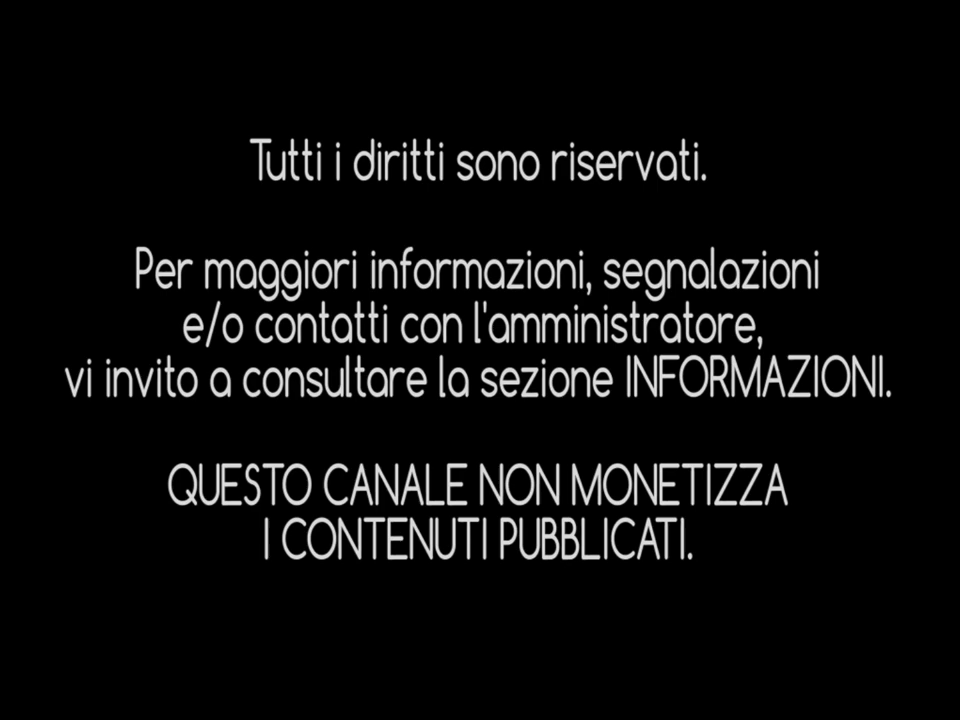 Tutti i diritti sono riservati.
Per maggiori informazioni, segnalazioni
e/o contatti con l'amministratore,
vi invito a consultare la sezione INFORMAZIONI.
QUESTO CANALE NON MONETIZZA
I CONTENUTI PUBBLICATI.